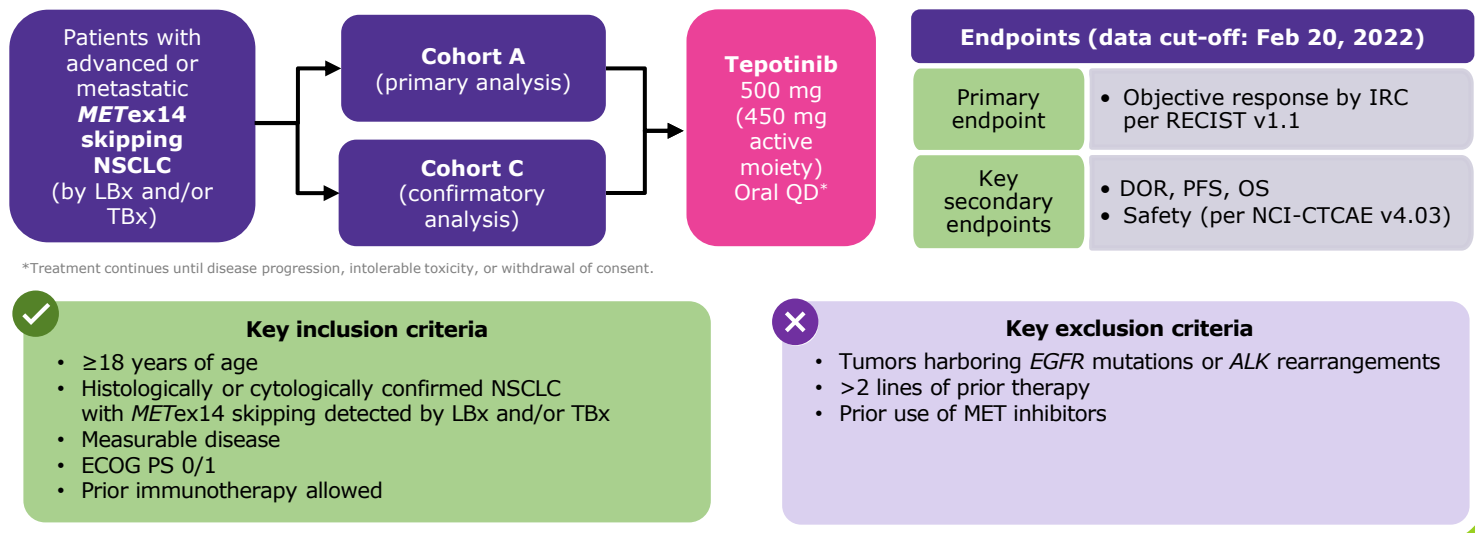 Patients with
advanced or
metastatic
METex14
skipping
NSCLC
(by LBx and/or
TBx)
Cohort A
(primary analysis)
Cohort C
(confirmatory
analysis)
Tepotinib
500 mg
(450 mg
active
moiety)
Oral QD*
Endpoints (data cut-off: Feb 20, 2022)
Primary
endpoint
• Objective response by IRC
per RECIST v1.1
Key
secondary
endpoints
• DOR, PFS, OS
• Safety (per NCI-CTCAE v4.03)
*Treatment continues until disease progression, intolerable toxicity, or withdrawal of consent.
Key inclusion criteria
• ≥18 years of age
• Histologically or cytologically confirmed NSCLC
with METex14 skipping detected by LBx and/or TBx
• Measurable disease
• ECOG PS 0/1
• Prior immunotherapy allowed
Key exclusion criteria
• Tumors harboring EGFR mutations or ALK rearrangements
• >2 lines of prior therapy
• Prior use of MET inhibitors